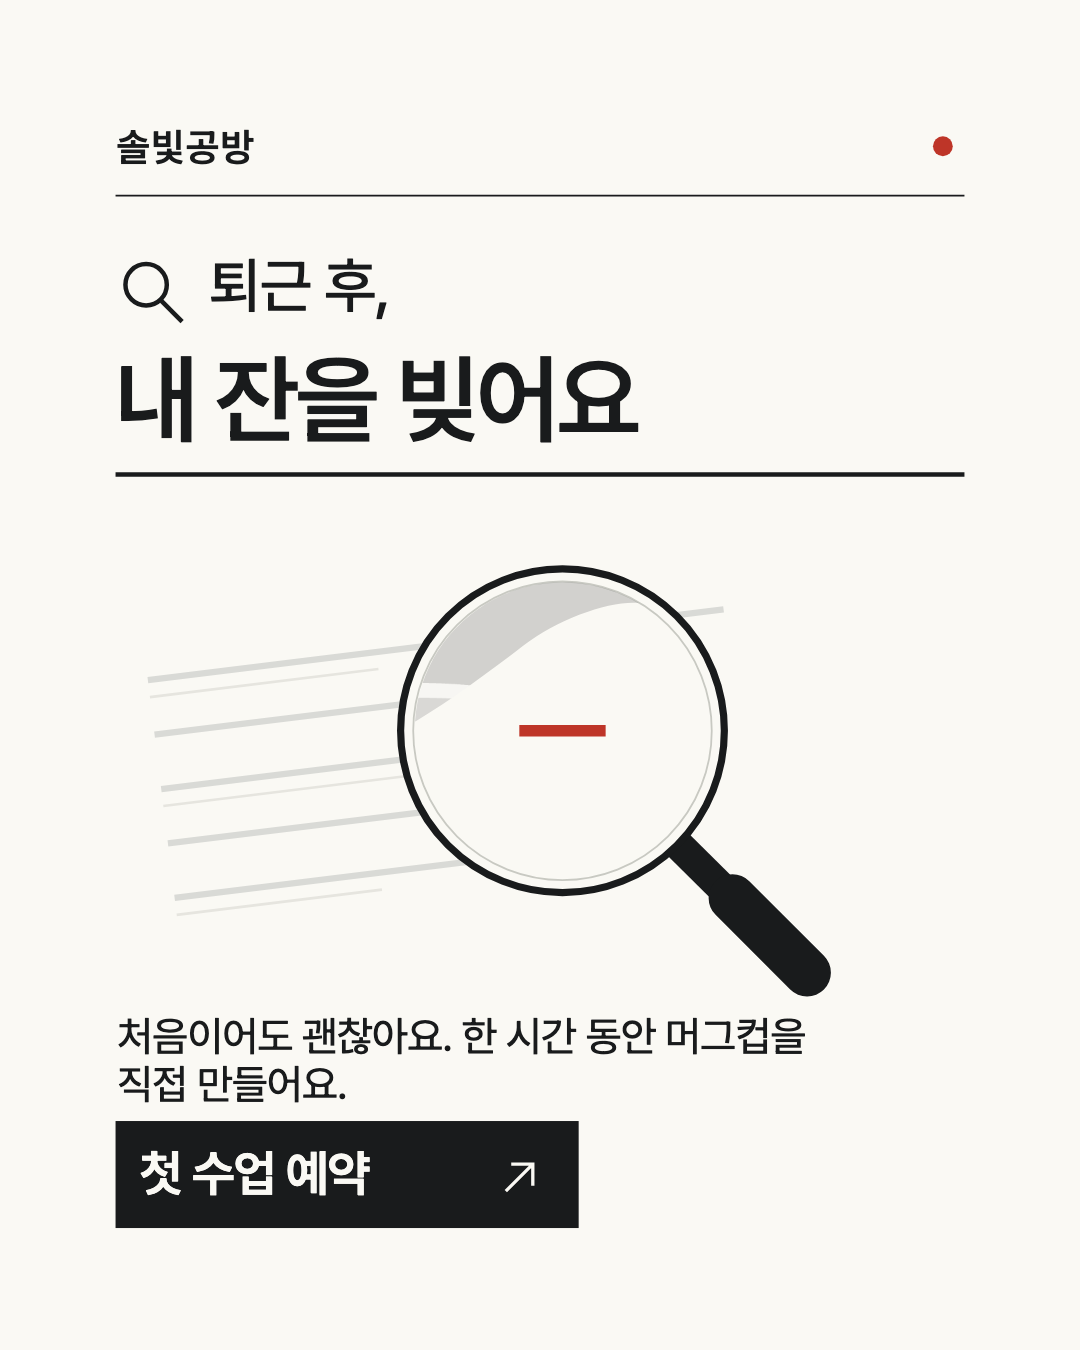 솔빛공방
퇴근 후,
내 잔을 빚어요
처음이어도 괜찮아요. 한 시간 동안 머그컵을
직접 만들어요.
첫 수업 예약